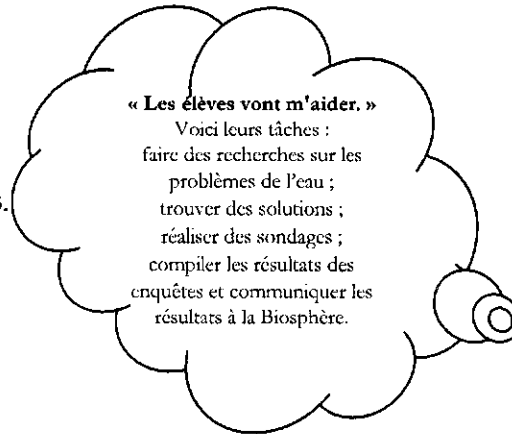 « Les élèves vont m'aider. »
Voici leurs tâches :
faire des recherches sur les
problèmes de l'eau ;
trouver des solutions ;
réaliser des sondages ;
compiler les résultats des
enquêtes et communiquer les
résultats à la Biosphère.